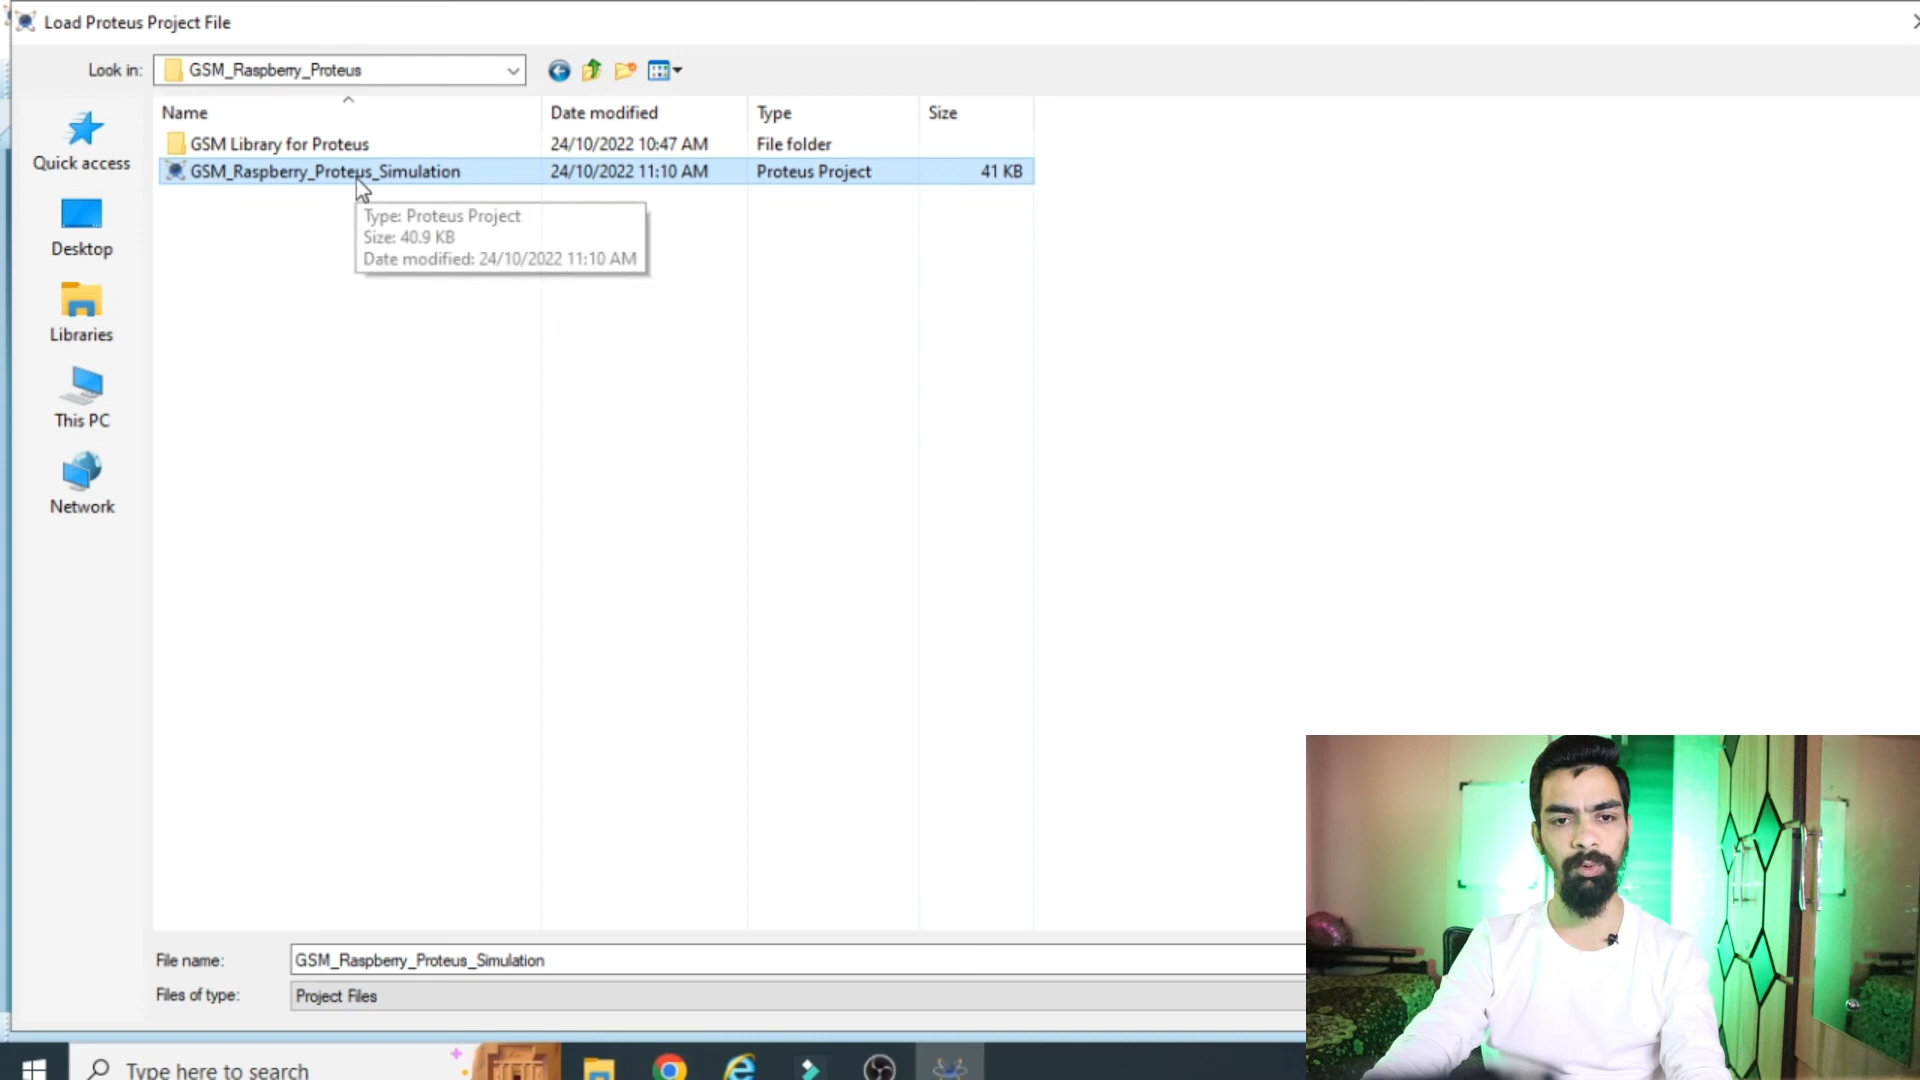 Load Proteus Project File
Look in: GSM_Raspberry_Proteus
Name Date modified Type Size
GSM Library for Proteus 24/10/2022 10:47 AM File folder
GSM_Raspberry_Proteus_Simulation 24/10/2022 11:10 AM Proteus Project 41 KB
Type: Proteus Project
Size: 40.9 KB
Date modified: 24/10/2022 11:10 AM
Quick access
Desktop
Libraries
This PC
Network
File name: GSM_Raspberry_Proteus_Simulation
Files of type: Project Files
Type here to search